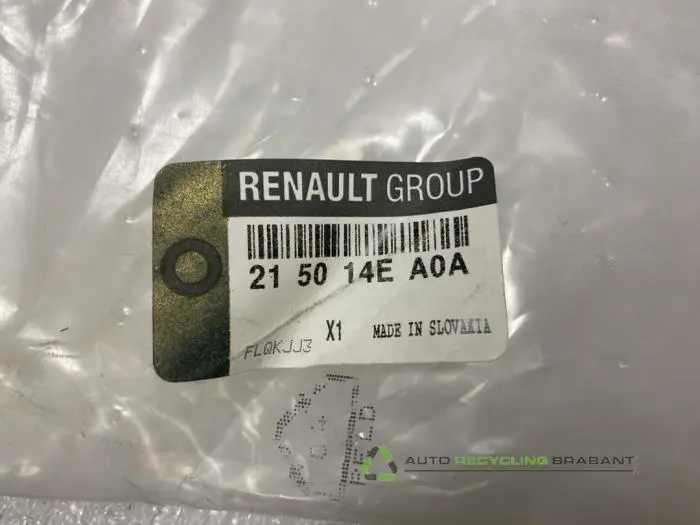 RENAULT GROUP
21 50 14E A0A
X1 MADE IN SLOVAKIA
FLQKJJ3
AUTO RECYCLING BRABANT